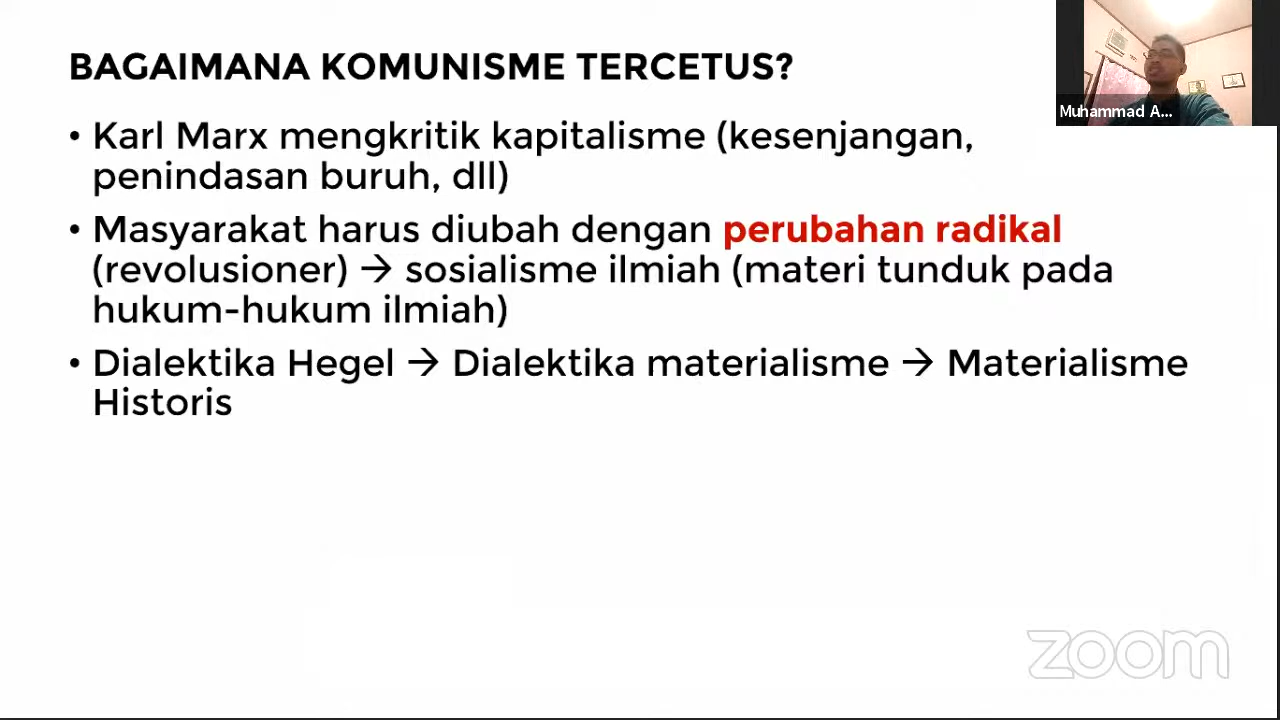 BAGAIMANA KOMUNISME TERCETUS?
• Karl Marx mengkritik kapitalisme (kesenjangan,
penindasan buruh, dll)
• Masyarakat harus diubah dengan perubahan radikal
(revolusioner) → sosialisme ilmiah (materi tunduk pada
hukum-hukum ilmiah)
• Dialektika Hegel → Dialektika materialisme → Materialisme
Historis
Muhammad A...
zoom